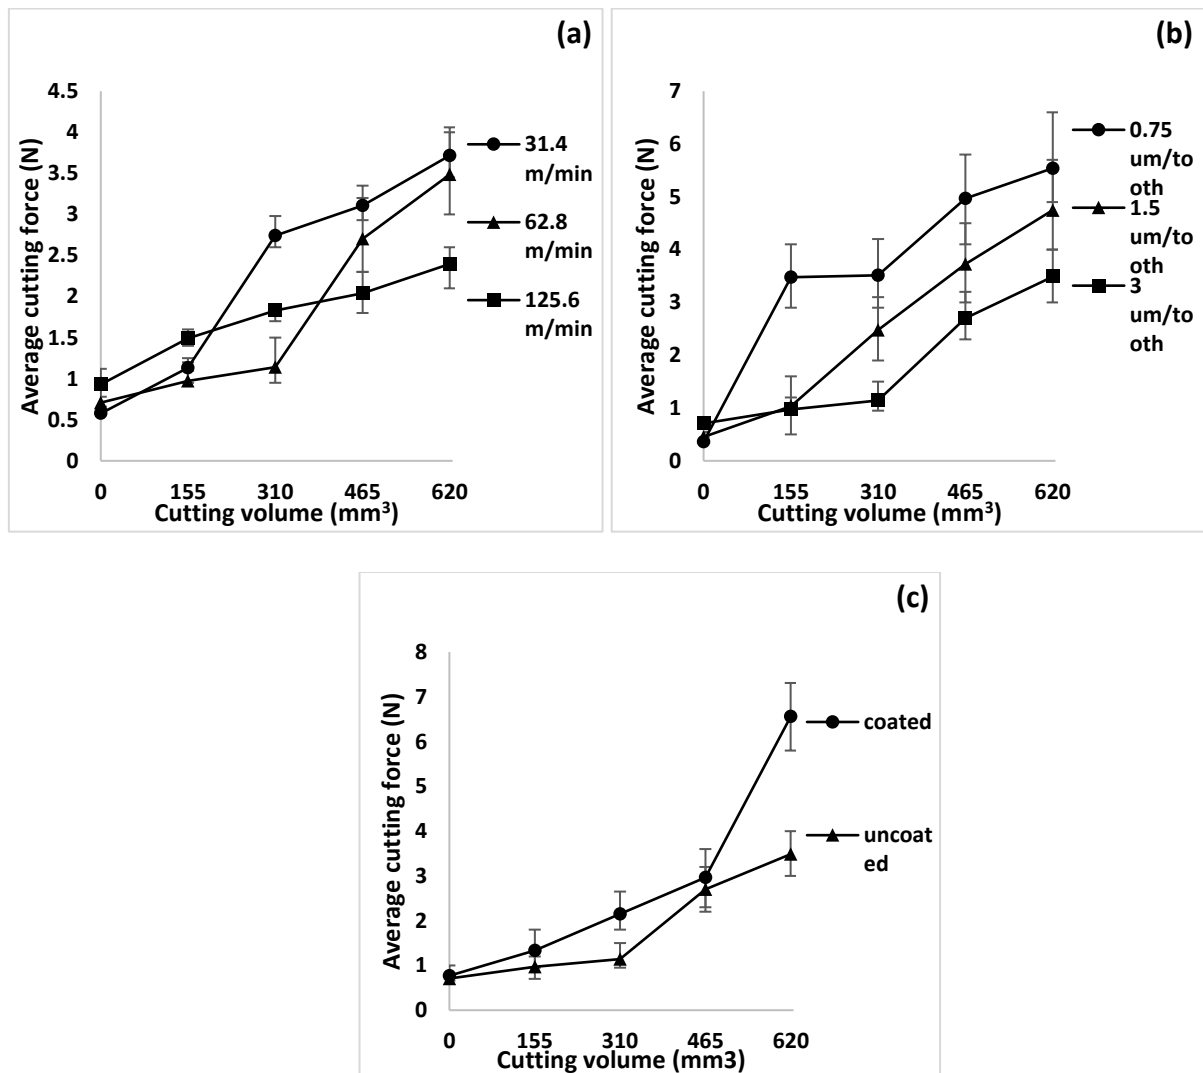 (a)
Average cutting force (N)
4.5
4
3.5
3
2.5
2
1.5
1
0.5
0
0 155 310 465 620
Cutting volume (mm³)
31.4
m/min
62.8
m/min
125.6
m/min
(b)
Average cutting force (N)
7
6
5
4
3
2
1
0
0 155 310 465 620
Cutting volume (mm³)
0.75
um/to
oth
1.5
um/to
oth
3
um/to
oth
(c)
Average cutting force (N)
8
7
6
5
4
3
2
1
0
0 155 310 465 620
Cutting volume (mm3)
coated
uncoat
ed